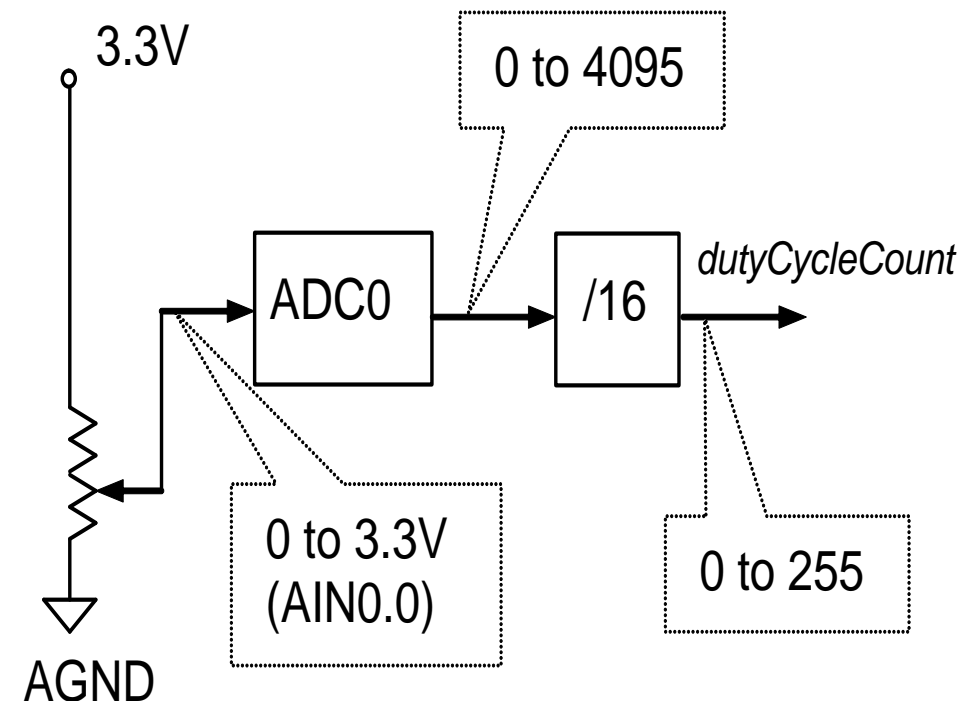 3.3V
0 to 4095
ADC0
/16
dutyCycleCount
0 to 3.3V
(AIN0.0)
0 to 255
AGND